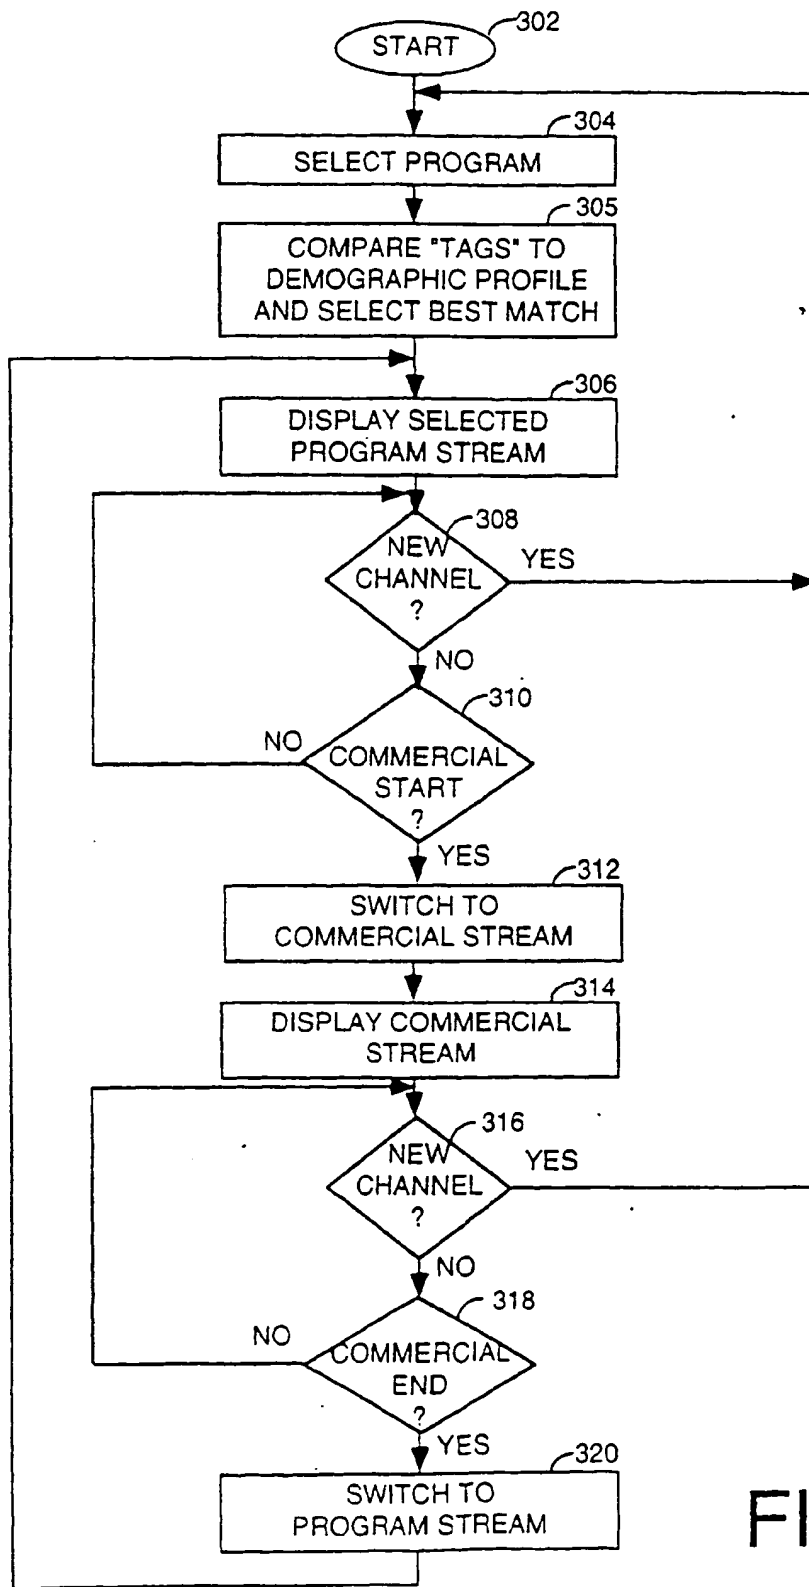 302
START
304
SELECT PROGRAM
305
COMPARE "TAGS" TO
DEMOGRAPHIC PROFILE
AND SELECT BEST MATCH
306
DISPLAY SELECTED
PROGRAM STREAM
308
NEW
CHANNEL
?
YES
NO
310
NO
COMMERCIAL
START
?
YES
312
SWITCH TO
COMMERCIAL STREAM
314
DISPLAY COMMERCIAL
STREAM
316
NEW
CHANNEL
?
YES
NO
318
NO
COMMERCIAL
END
?
YES
320
SWITCH TO
PROGRAM STREAM
FI